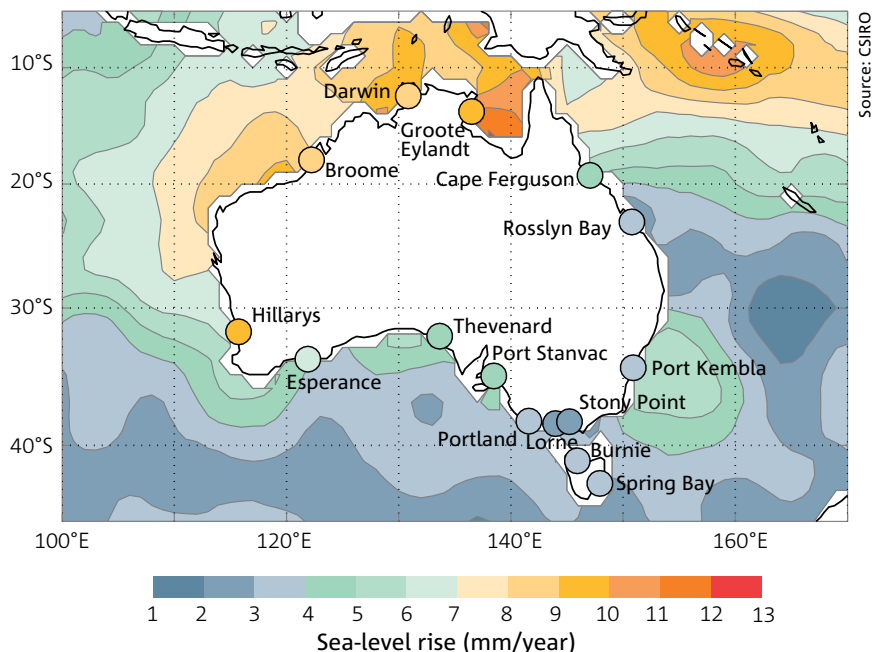 Source: CSIRO
10°S
20°S
30°S
40°S
Darwin
Groote
Eylandt
Broome
Cape Ferguson
Rosslyn Bay
Hillarys
Thevenard
Port Stanvac
Esperance
Port Kembla
Stony Point
Portland
Lorne
Burnie
Spring Bay
100°E 120°E 140°E 160°E
1 2 3 4 5 6 7 8 9 10 11 12 13
Sea-level rise (mm/year)